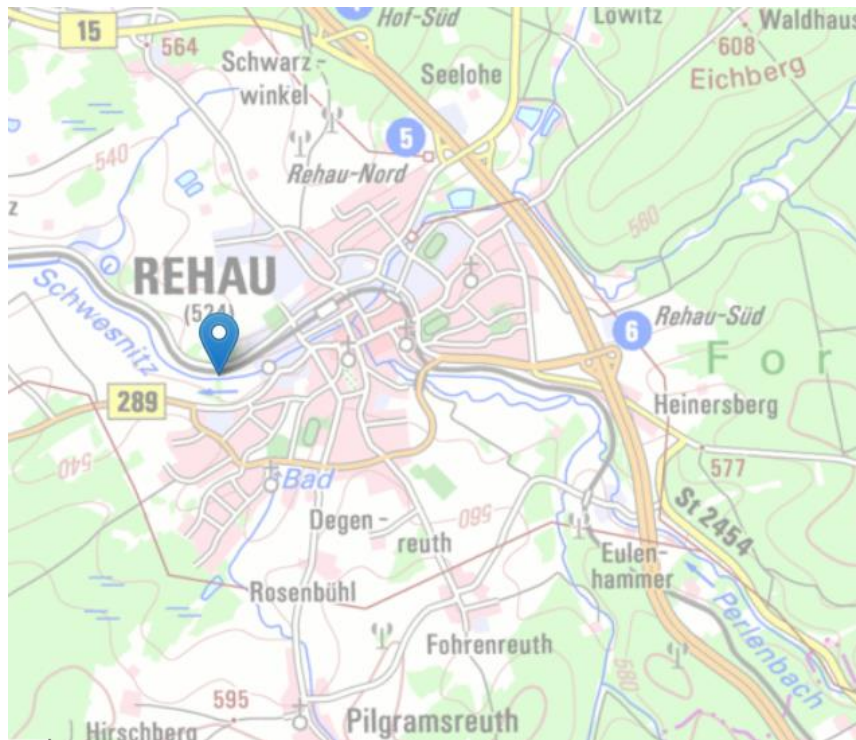 Hof-Süd
Lowitz
Waldhaus
15
564
608
Schwarz-
winkel
Seelohe
Eichberg
5
540
Rehau-Nord
z
560
REHAU
(524)
Schwesnitz
6
Rehau-Süd
For
289
Heinersberg
540
577
Bad
St 2454
Degen-
reuth
560
Eulen-
hammer
Rosenbühl
Perlenbach
Fohrenreuth
580
595
Hirschberg
Pilgramsreuth